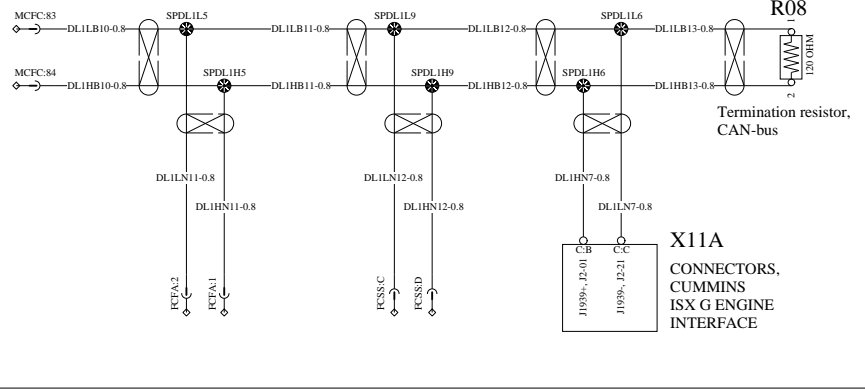 R08
MCFC:83
SPDL1L5
SPDL1L9
SPDL1L6
1
DL1LB10-0.8
DL1LB11-0.8
DL1LB12-0.8
DL1LB13-0.8
120 OHM
MCFC:84
SPDL1H5
SPDL1H9
SPDL1H6
DL1HB10-0.8
DL1HB11-0.8
DL1HB12-0.8
DL1HB13-0.8
2
Termination resistor,
CAN-bus
DL1LN11-0.8
DL1LN12-0.8
DL1HN7-0.8
DL1HN11-0.8
DL1HN12-0.8
DL1LN7-0.8
X11A
C:B
C:C
J1939+, J2-01
J1939-, J2-21
CONNECTORS,
CUMMINS
ISX G ENGINE
INTERFACE
FCFA:2
FCFA:1
FCSS:C
FCSS:D